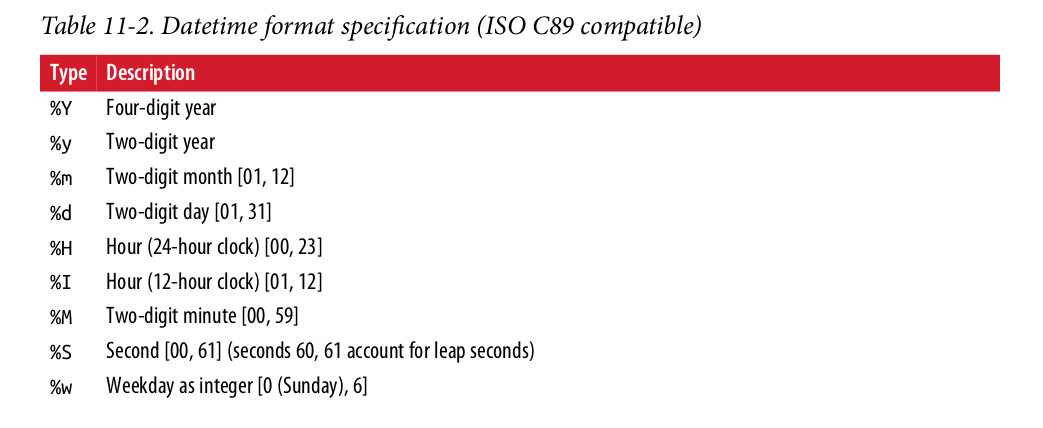 Table 11-2. Datetime format specification (ISO C89 compatible)
Type Description
%Y Four-digit year
%y Two-digit year
%m Two-digit month [01, 12]
%d Two-digit day [01, 31]
%H Hour (24-hour clock) [00, 23]
%I Hour (12-hour clock) [01, 12]
%M Two-digit minute [00, 59]
%S Second [00, 61] (seconds 60, 61 account for leap seconds)
%w Weekday as integer [0 (Sunday), 6]